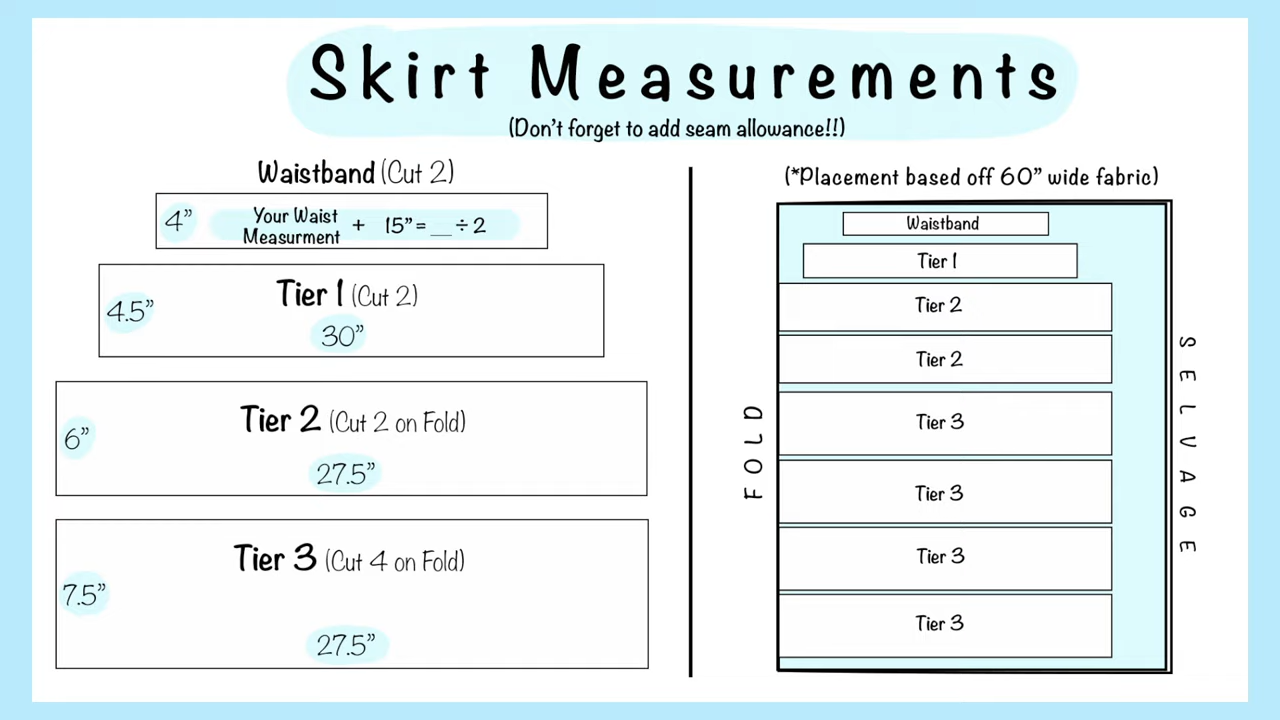 Skirt Measurements
(Don't forget to add seam allowance!!)
Waistband (Cut 2)
4" Your Waist Measurment + 15" = __ ÷ 2
Tier 1 (Cut 2)
4.5"
30"
Tier 2 (Cut 2 on Fold)
6"
27.5"
Tier 3 (Cut 4 on Fold)
7.5"
27.5"
(*Placement based off 60" wide fabric)
Waistband
Tier 1
Tier 2
Tier 2
Tier 3
Tier 3
Tier 3
Tier 3
FOLD
SELVAGE